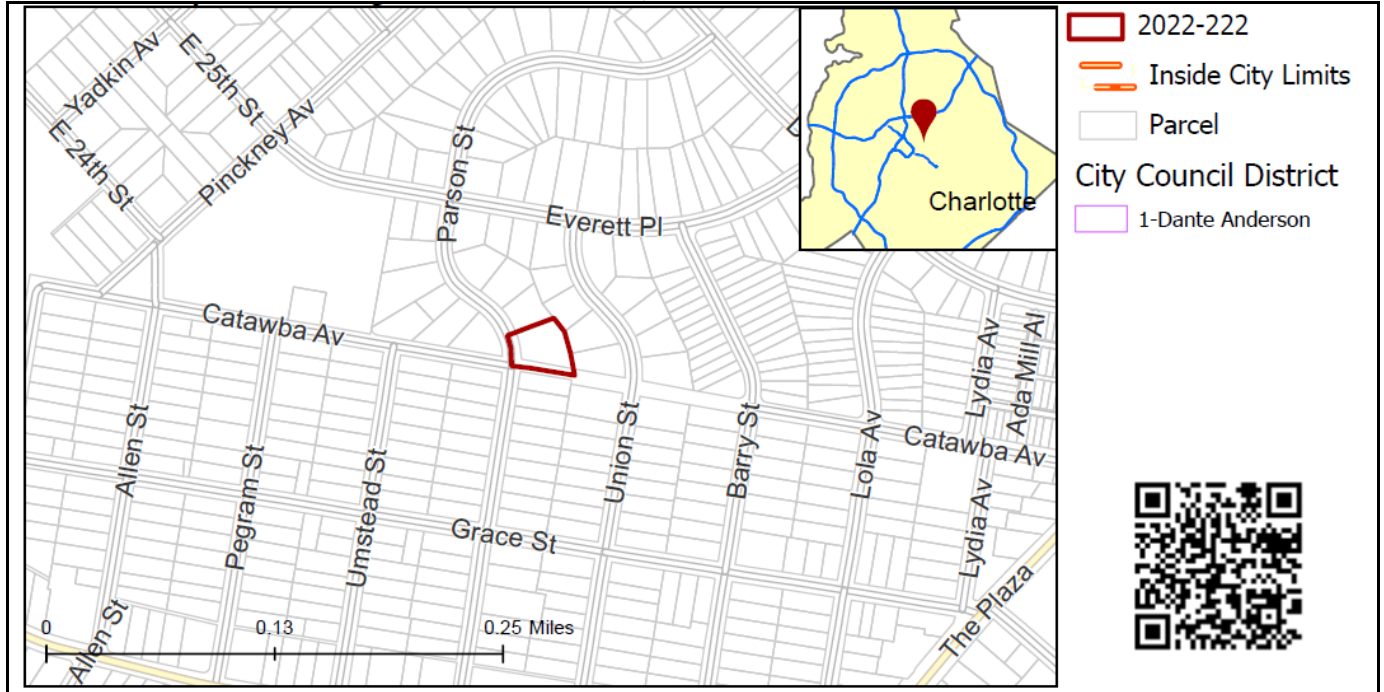 Yadkin Av
E 25th St
E 24th St
Pinckney Av
Parson St
Everett Pl
Charlotte
Catawba Av
Allen St
Pegram St
Umstead St
Grace St
Union St
Barry St
Lola Av
Catawba Av
Lydia Av
Ada Mill Al
Lydia Av
The Plaza
Allen St
0 0.13 0.25 Miles
2022-222
Inside City Limits
Parcel
City Council District
1-Dante Anderson